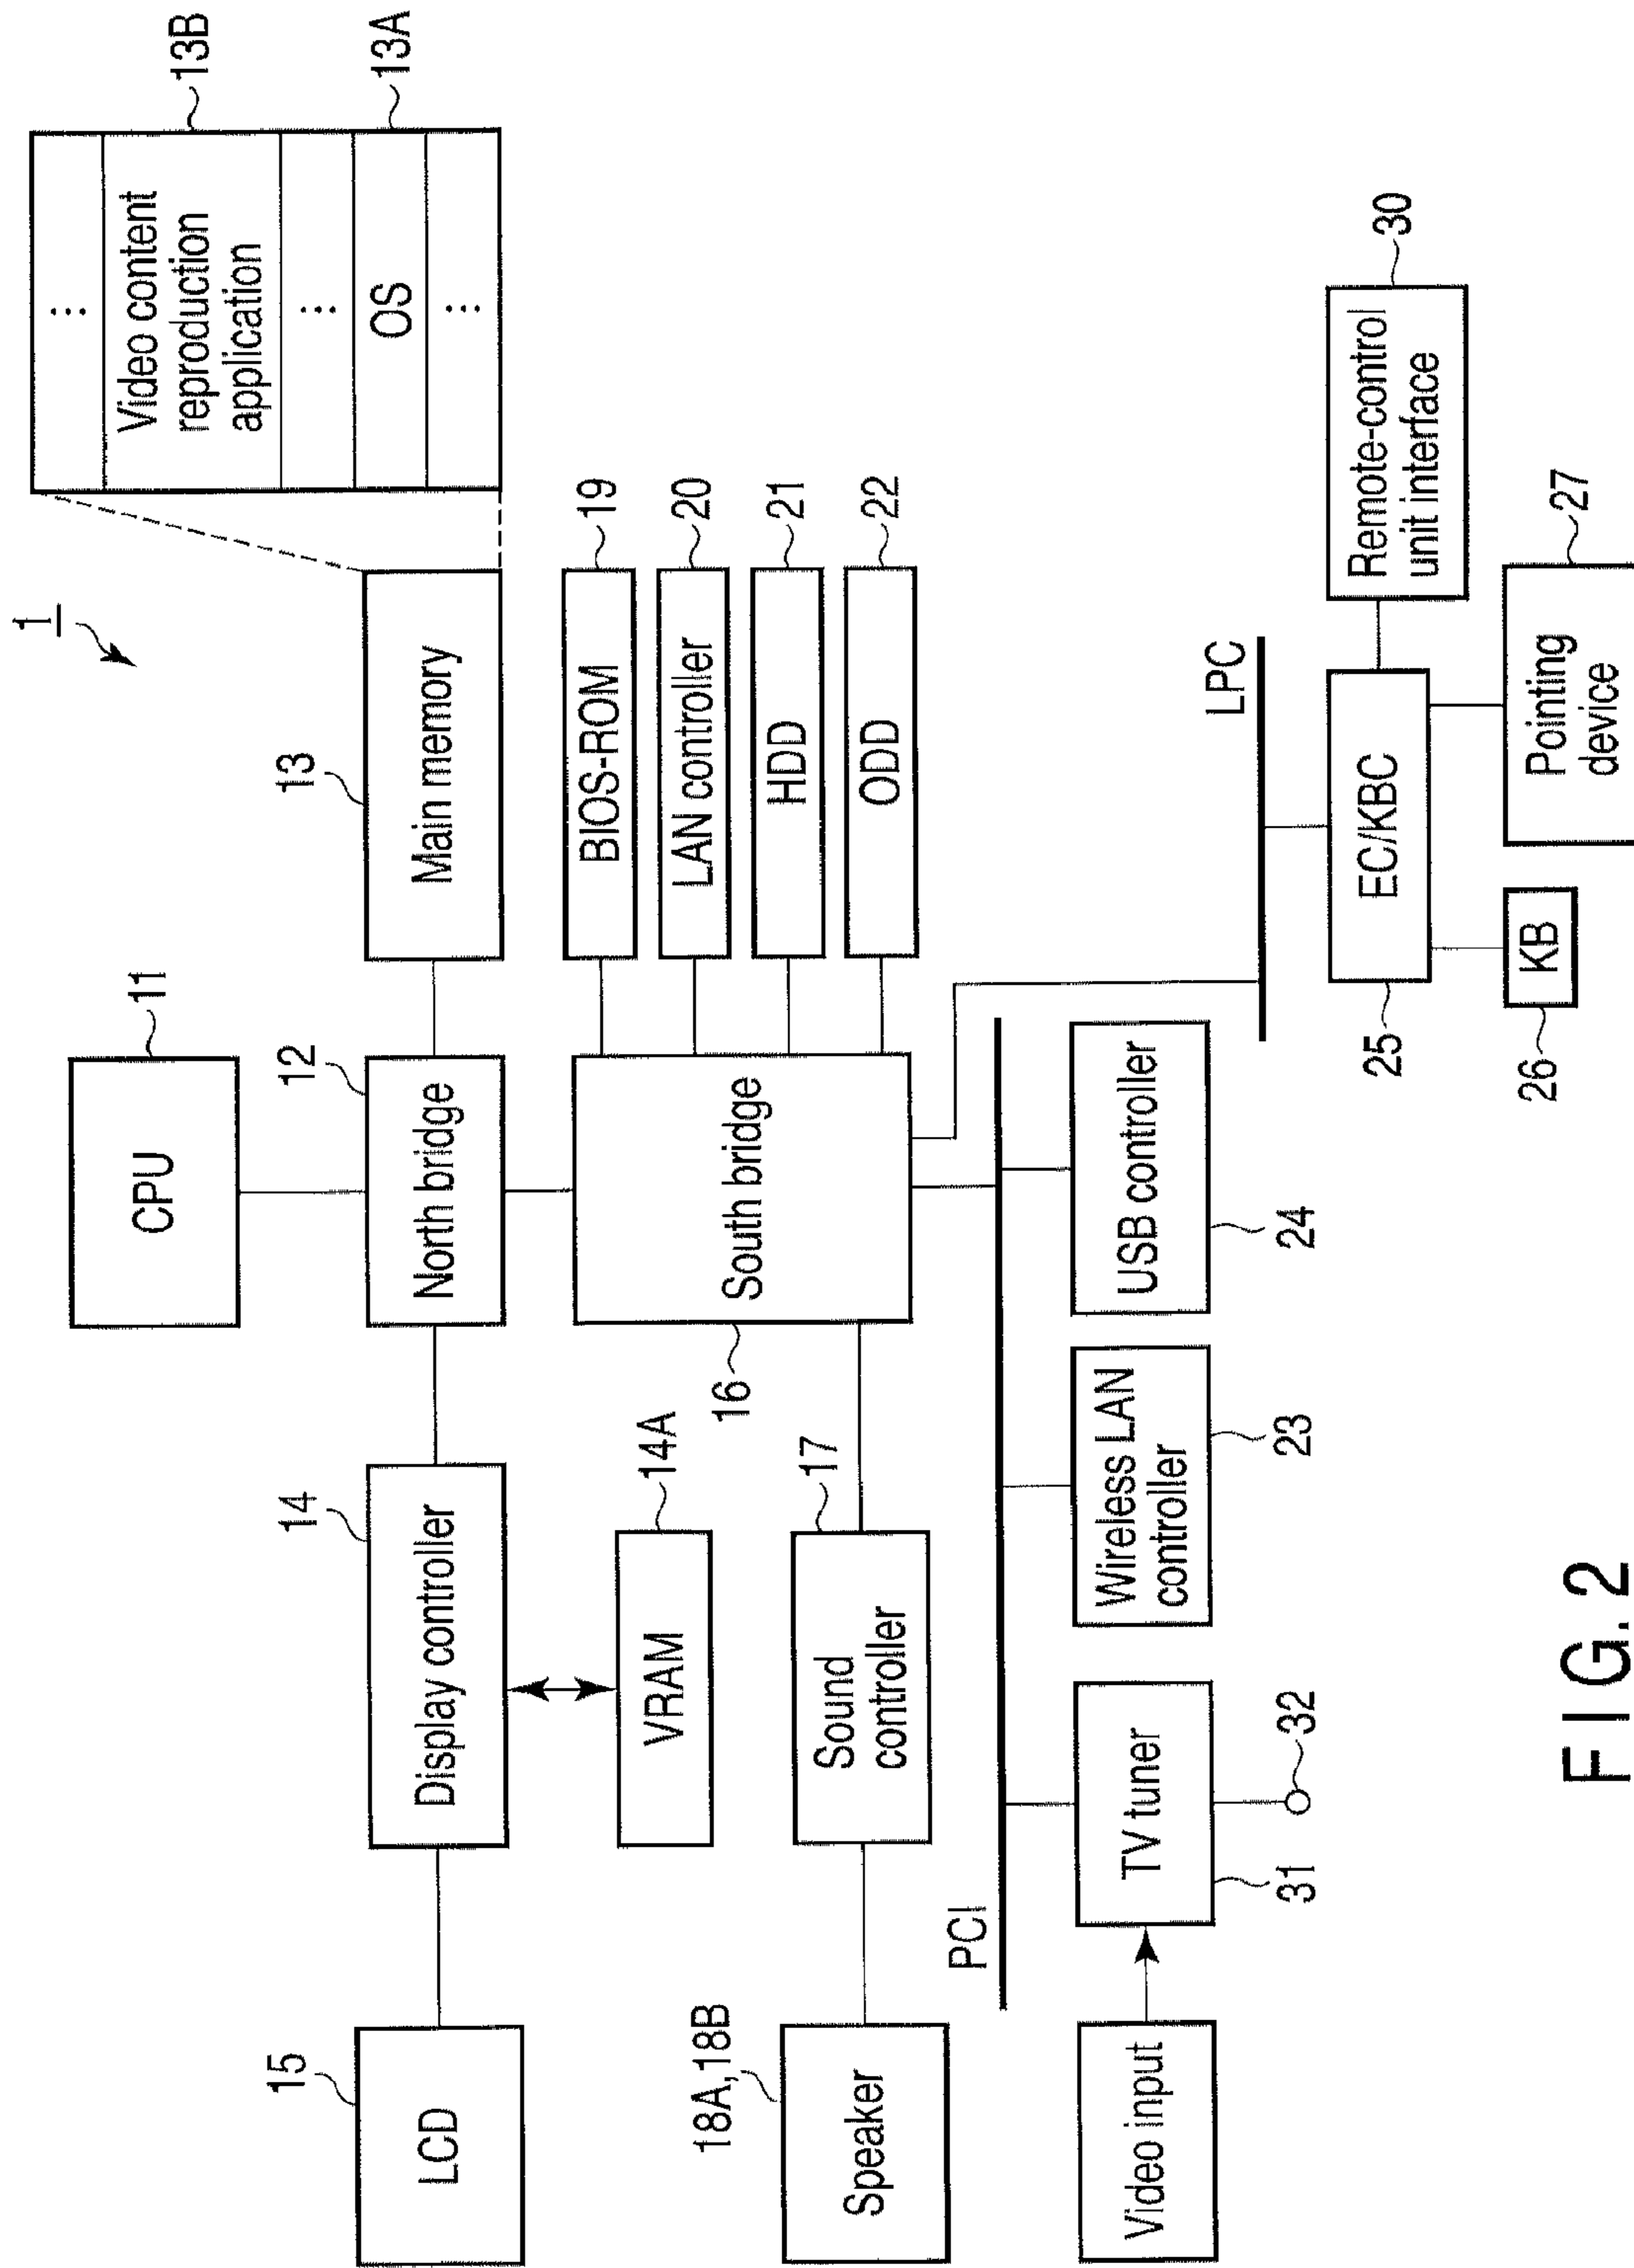 1
CPU
11
13B
13A
⋮
Video content
reproduction
application
⋮
OS
⋮
15
LCD
14
Display controller
12
North bridge
13
Main memory
14A
VRAM
19
BIOS-ROM
20
LAN controller
21
HDD
22
ODD
16
South bridge
17
Sound
controller
18A,18B
Speaker
PCI
LPC
Video input
TV tuner
31
32
Wireless LAN
controller
23
USB controller
24
EC/KBC
25
Remote-control
unit interface
30
KB
26
Pointing
device
27
FIG. 2